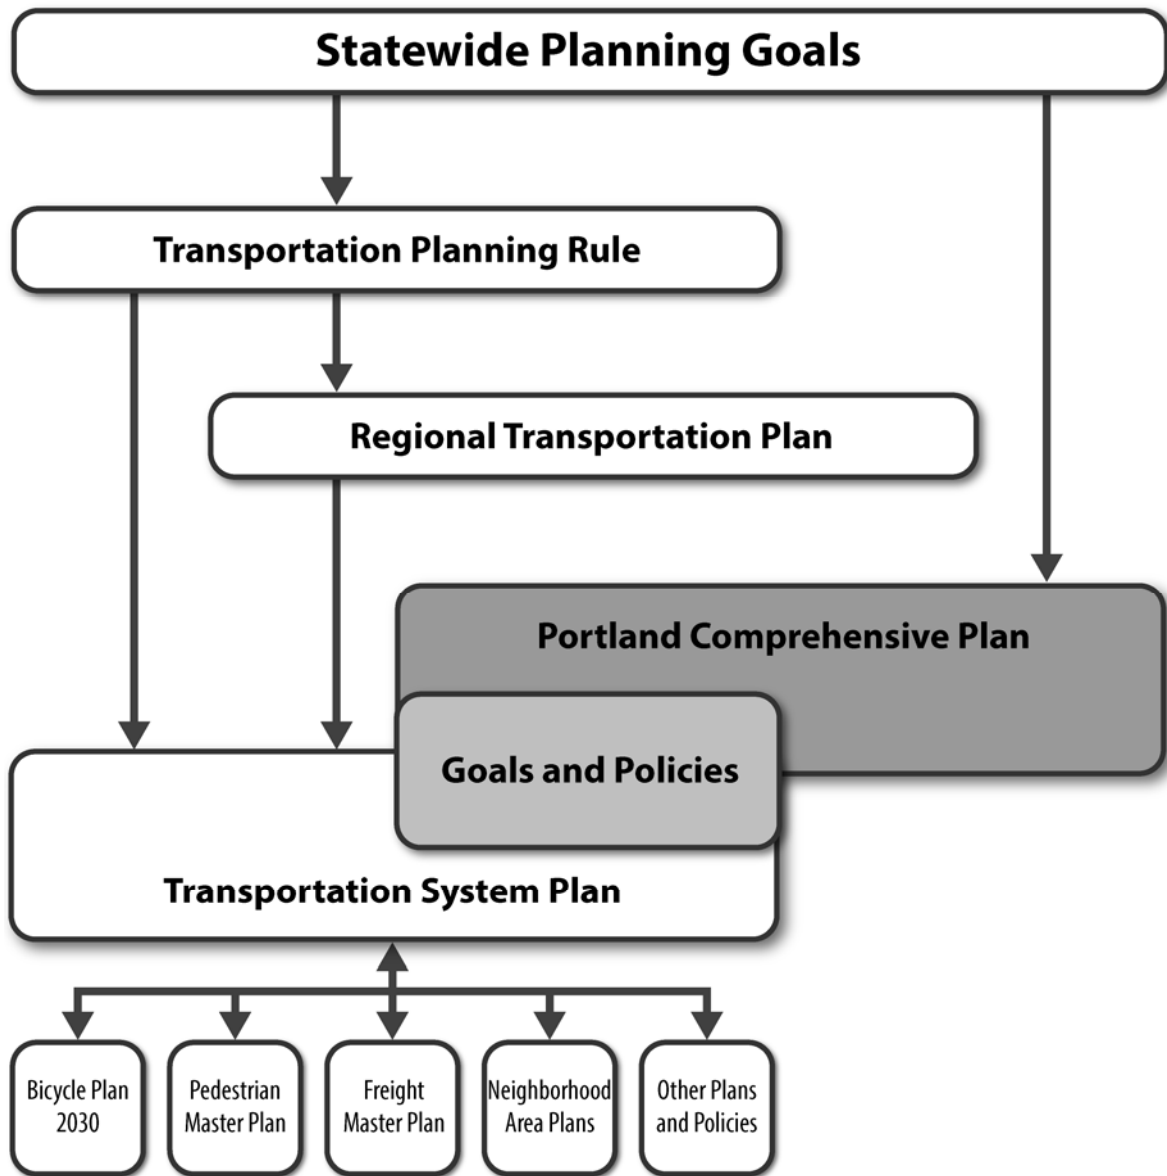 Statewide Planning Goals
Transportation Planning Rule
Regional Transportation Plan
Portland Comprehensive Plan
Goals and Policies
Transportation System Plan
Bicycle Plan
2030
Pedestrian
Master Plan
Freight
Master Plan
Neighborhood
Area Plans
Other Plans
and Policies